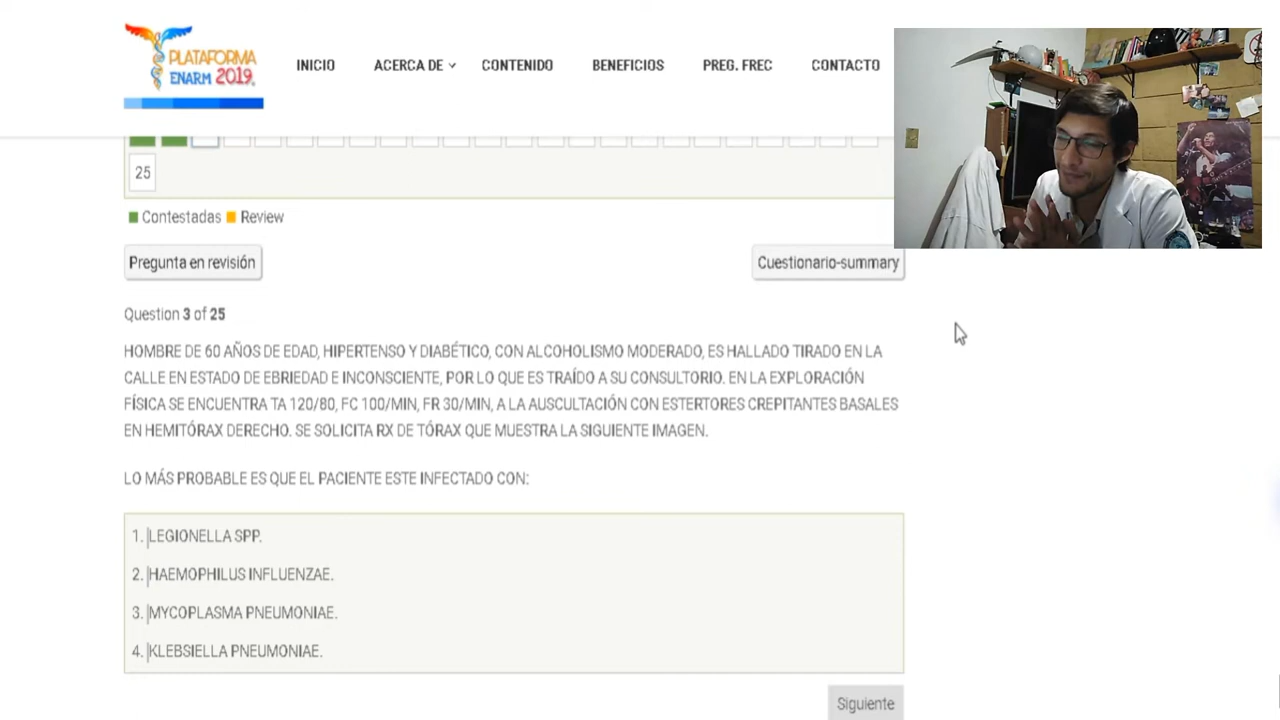 PLATAFORMA
ENARM 2019
INICIO
ACERCA DE
CONTENIDO
BENEFICIOS
PREG. FREC
CONTACTO
25
Contestadas
Review
Pregunta en revisión
Cuestionario-summary
Question 3 of 25
HOMBRE DE 60 AÑOS DE EDAD, HIPERTENSO Y DIABÉTICO, CON ALCOHOLISMO MODERADO, ES HALLADO TIRADO EN LA
CALLE EN ESTADO DE EBRIEDAD E INCONSCIENTE, POR LO QUE ES TRAÍDO A SU CONSULTORIO. EN LA EXPLORACIÓN
FÍSICA SE ENCUENTRA TA 120/80, FC 100/MIN, FR 30/MIN, A LA AUSCULTACIÓN CON ESTERTORES CREPITANTES BASALES
EN HEMITÓRAX DERECHO. SE SOLICITA RX DE TÓRAX QUE MUESTRA LA SIGUIENTE IMAGEN.
LO MÁS PROBABLE ES QUE EL PACIENTE ESTE INFECTADO CON:
1. LEGIONELLA SPP.
2. HAEMOPHILUS INFLUENZAE.
3. MYCOPLASMA PNEUMONIAE.
4. KLEBSIELLA PNEUMONIAE.
Siguiente